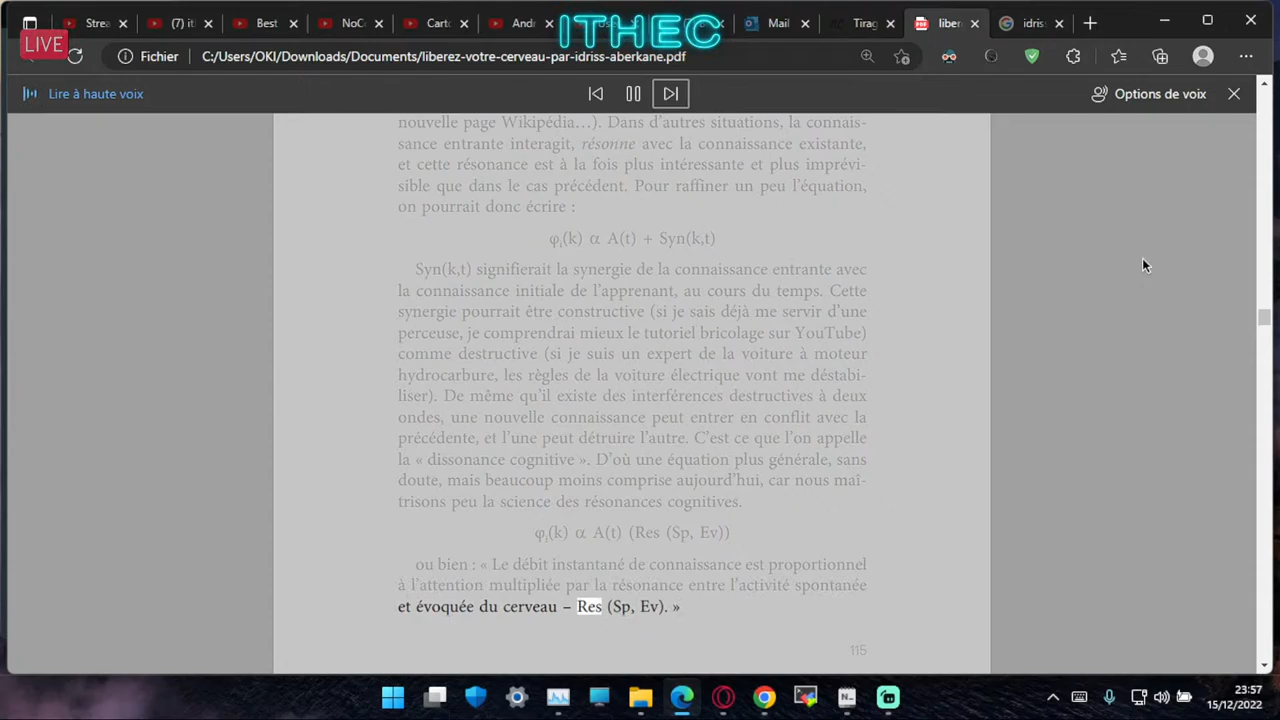 Strea
(7) it
Best
NoCo
Carto
Andr
Mail
Tirag
liber
idris
ITHEC
LIVE
Fichier
C:/Users/OKI/Downloads/Documents/liberez-votre-cerveau-par-idriss-aberkane.pdf
Lire à haute voix
Options de voix
nouvelle page Wikipédia…). Dans d’autres situations, la connais-
sance entrante interagit, résonne avec la connaissance existante,
et cette résonance est à la fois plus intéressante et plus imprévi-
sible que dans le cas précédent. Pour raffiner un peu l’équation,
on pourrait donc écrire :
φi(k) α A(t) + Syn(k,t)
Syn(k,t) signifierait la synergie de la connaissance entrante avec
la connaissance initiale de l’apprenant, au cours du temps. Cette
synergie pourrait être constructive (si je sais déjà me servir d’une
perceuse, je comprendrai mieux le tutoriel bricolage sur YouTube)
comme destructive (si je suis un expert de la voiture à moteur
hydrocarbure, les règles de la voiture électrique vont me déstabi-
liser). De même qu’il existe des interférences destructives à deux
ondes, une nouvelle connaissance peut entrer en conflit avec la
précédente, et l’une peut détruire l’autre. C’est ce que l’on appelle
la « dissonance cognitive ». D’où une équation plus générale, sans
doute, mais beaucoup moins comprise aujourd’hui, car nous maî-
trisons peu la science des résonances cognitives.
φi(k) α A(t) (Res (Sp, Ev))
ou bien : « Le débit instantané de connaissance est proportionnel
à l’attention multipliée par la résonance entre l’activité spontanée
et évoquée du cerveau – Res (Sp, Ev). »
115
23:57
15/12/2022